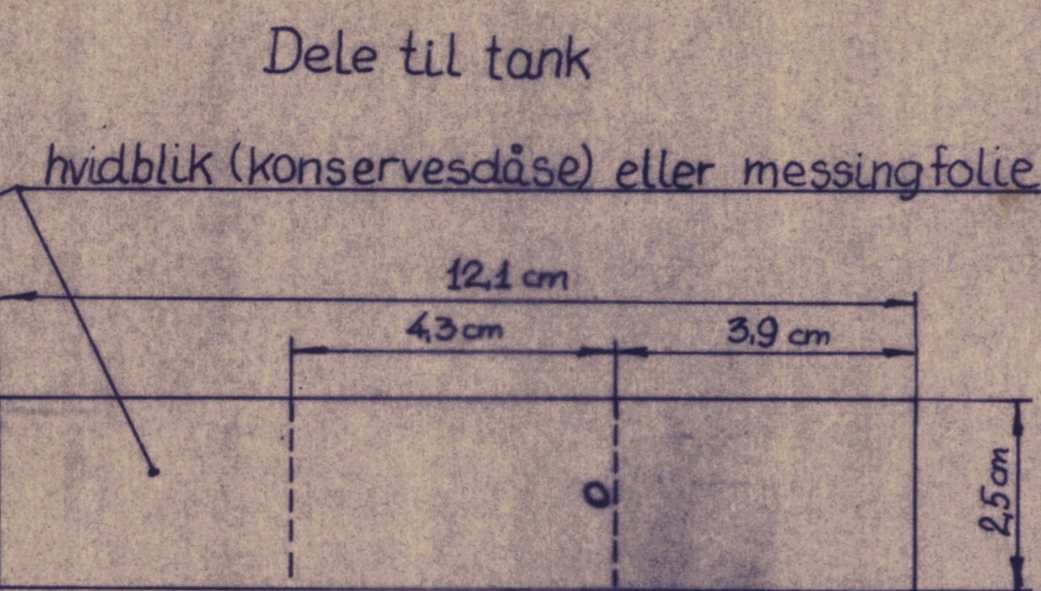 Dele til tank
hvidblik (konservesdåse) eller messingfolie
12,1 cm
4,3 cm
3,9 cm
2,5 cm